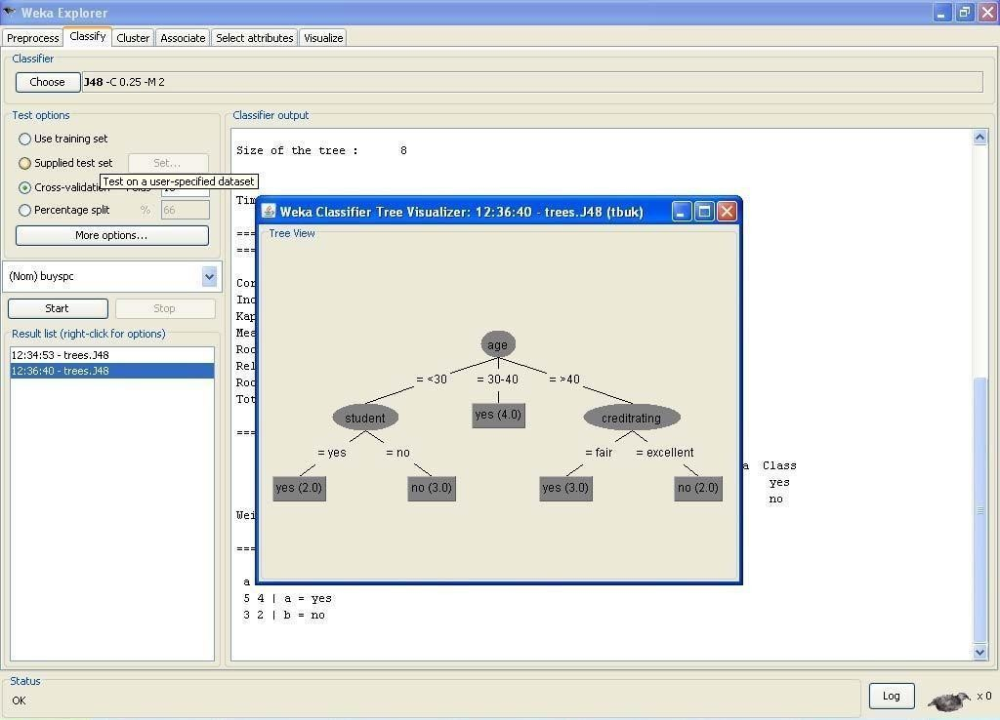 Weka Explorer
Preprocess Classify Cluster Associate Select attributes Visualize
Classifier
Choose J48 -C 0.25 -M 2
Test options
Use training set
Supplied test set Set...
Test on a user-specified dataset
Cross-validation
Percentage split % 66
More options...
(Nom) buyspc
Start Stop
Result list (right-click for options)
12:34:53 - trees.J48
12:36:40 - trees.J48
Classifier output
Size of the tree : 8
Tim
===
===
Cor
Inc
Kap
Mea
Roo
Rel
Roo
Tot
===
a Class
yes
no
Wei
===
a
5 4 | a = yes
3 2 | b = no
Weka Classifier Tree Visualizer: 12:36:40 - trees.J48 (tbuk)
Tree View
age
= <30 = 30-40 = >40
student yes (4.0) creditrating
= yes = no = fair = excellent
yes (2.0) no (3.0) yes (3.0) no (2.0)
Status
OK
Log x 0